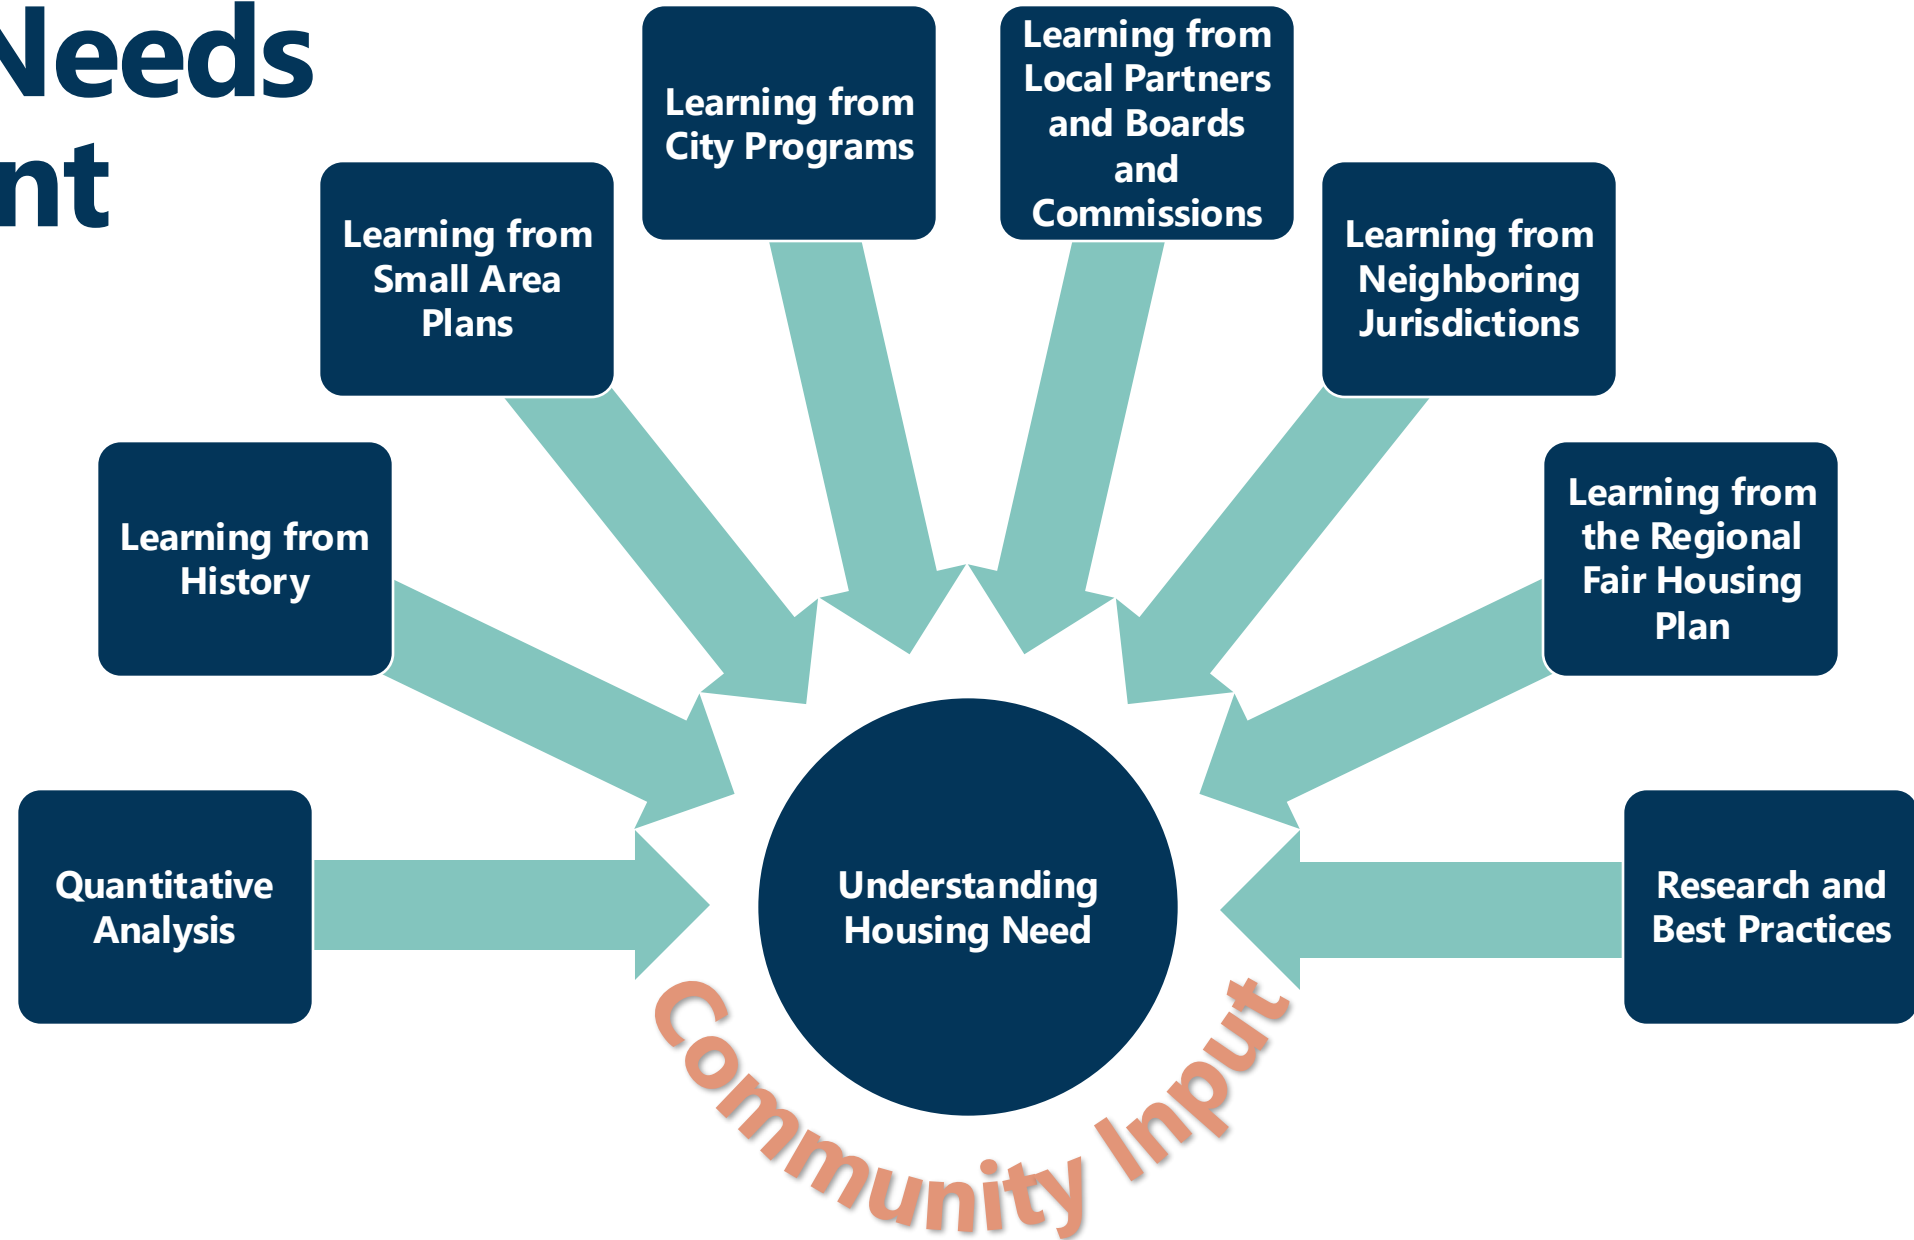 Needs
nt
Learning from
City Programs
Learning from
Local Partners
and Boards
and
Commissions
Learning from
Small Area
Plans
Learning from
Neighboring
Jurisdictions
Learning from
History
Learning from
the Regional
Fair Housing
Plan
Quantitative
Analysis
Understanding
Housing Need
Research and
Best Practices
Community Input